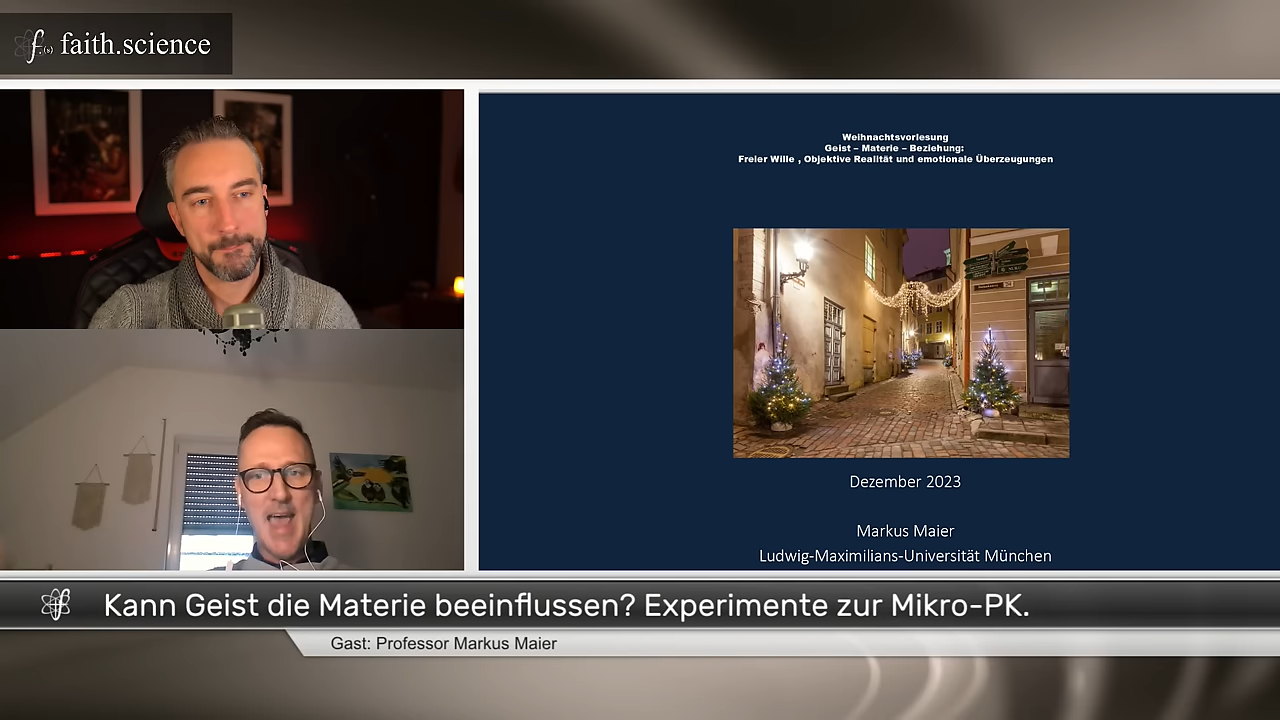 faith.science
Weihnachtsvorlesung
Geist – Materie – Beziehung:
Freier Wille , Objektive Realität und emotionale Überzeugungen
Dezember 2023
Markus Maier
Ludwig-Maximilians-Universität München
Kann Geist die Materie beeinflussen? Experimente zur Mikro-PK.
Gast: Professor Markus Maier